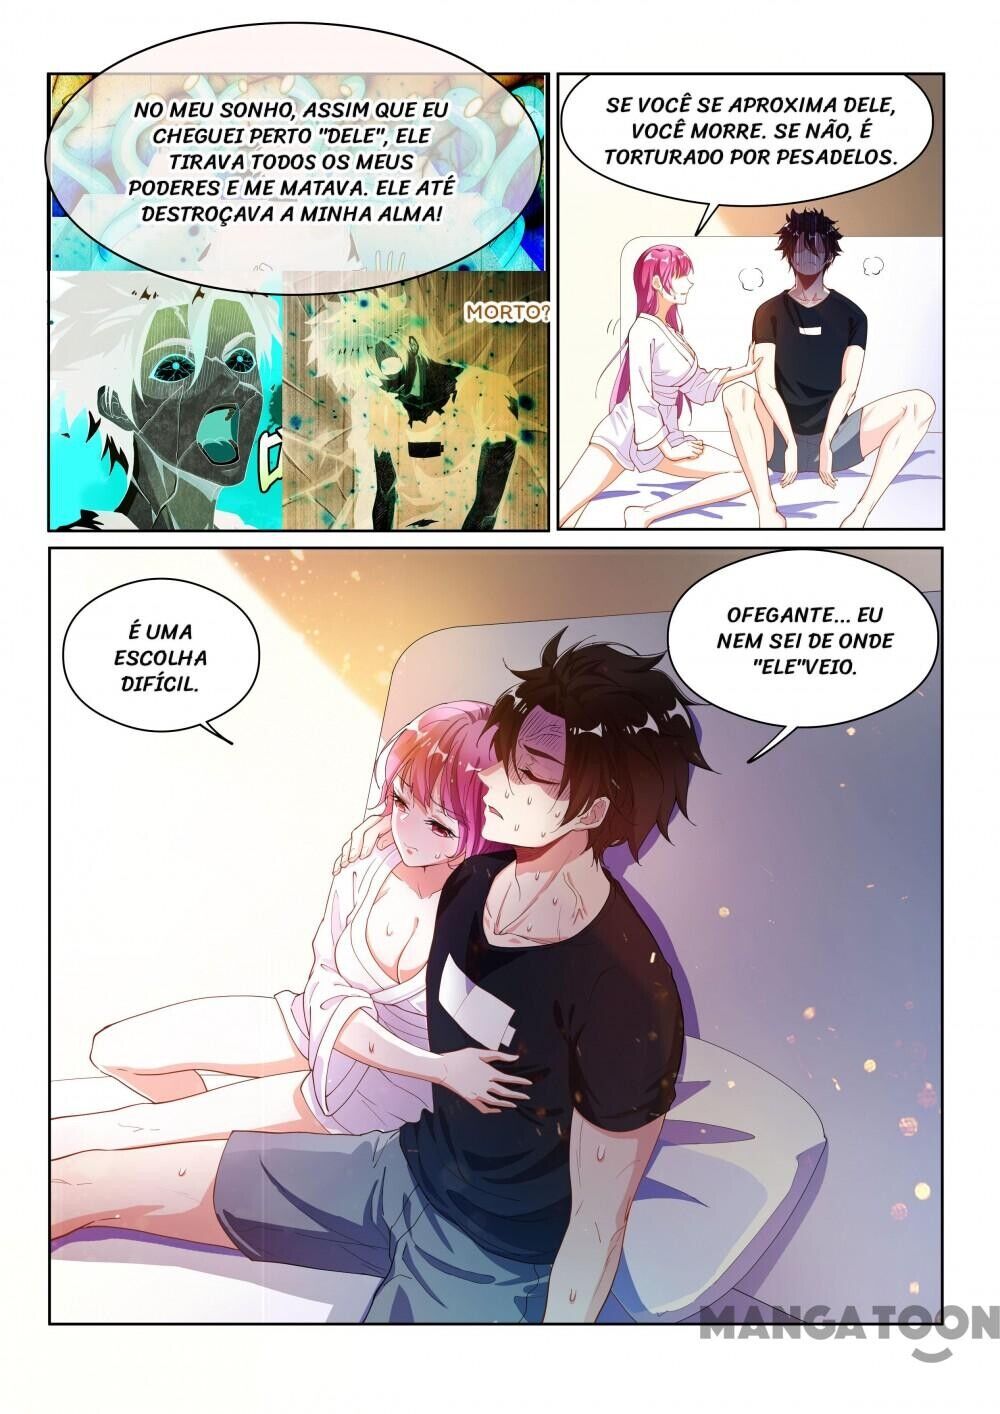 NO MEU SONHO, ASSIM QUE EU
CHEGUEI PERTO "DELE", ELE
TIRAVA TODOS OS MEUS
PODERES E ME MATAVA. ELE ATÉ
DESTROÇAVA A MINHA ALMA!
MORTO?
SE VOCÊ SE APROXIMA DELE,
VOCÊ MORRE. SE NÃO, É
TORTURADO POR PESADELOS.
É UMA
ESCOLHA
DIFÍCIL.
OFEGANTE... EU
NEM SEI DE ONDE
"ELE"VEIO.
MANGATOON